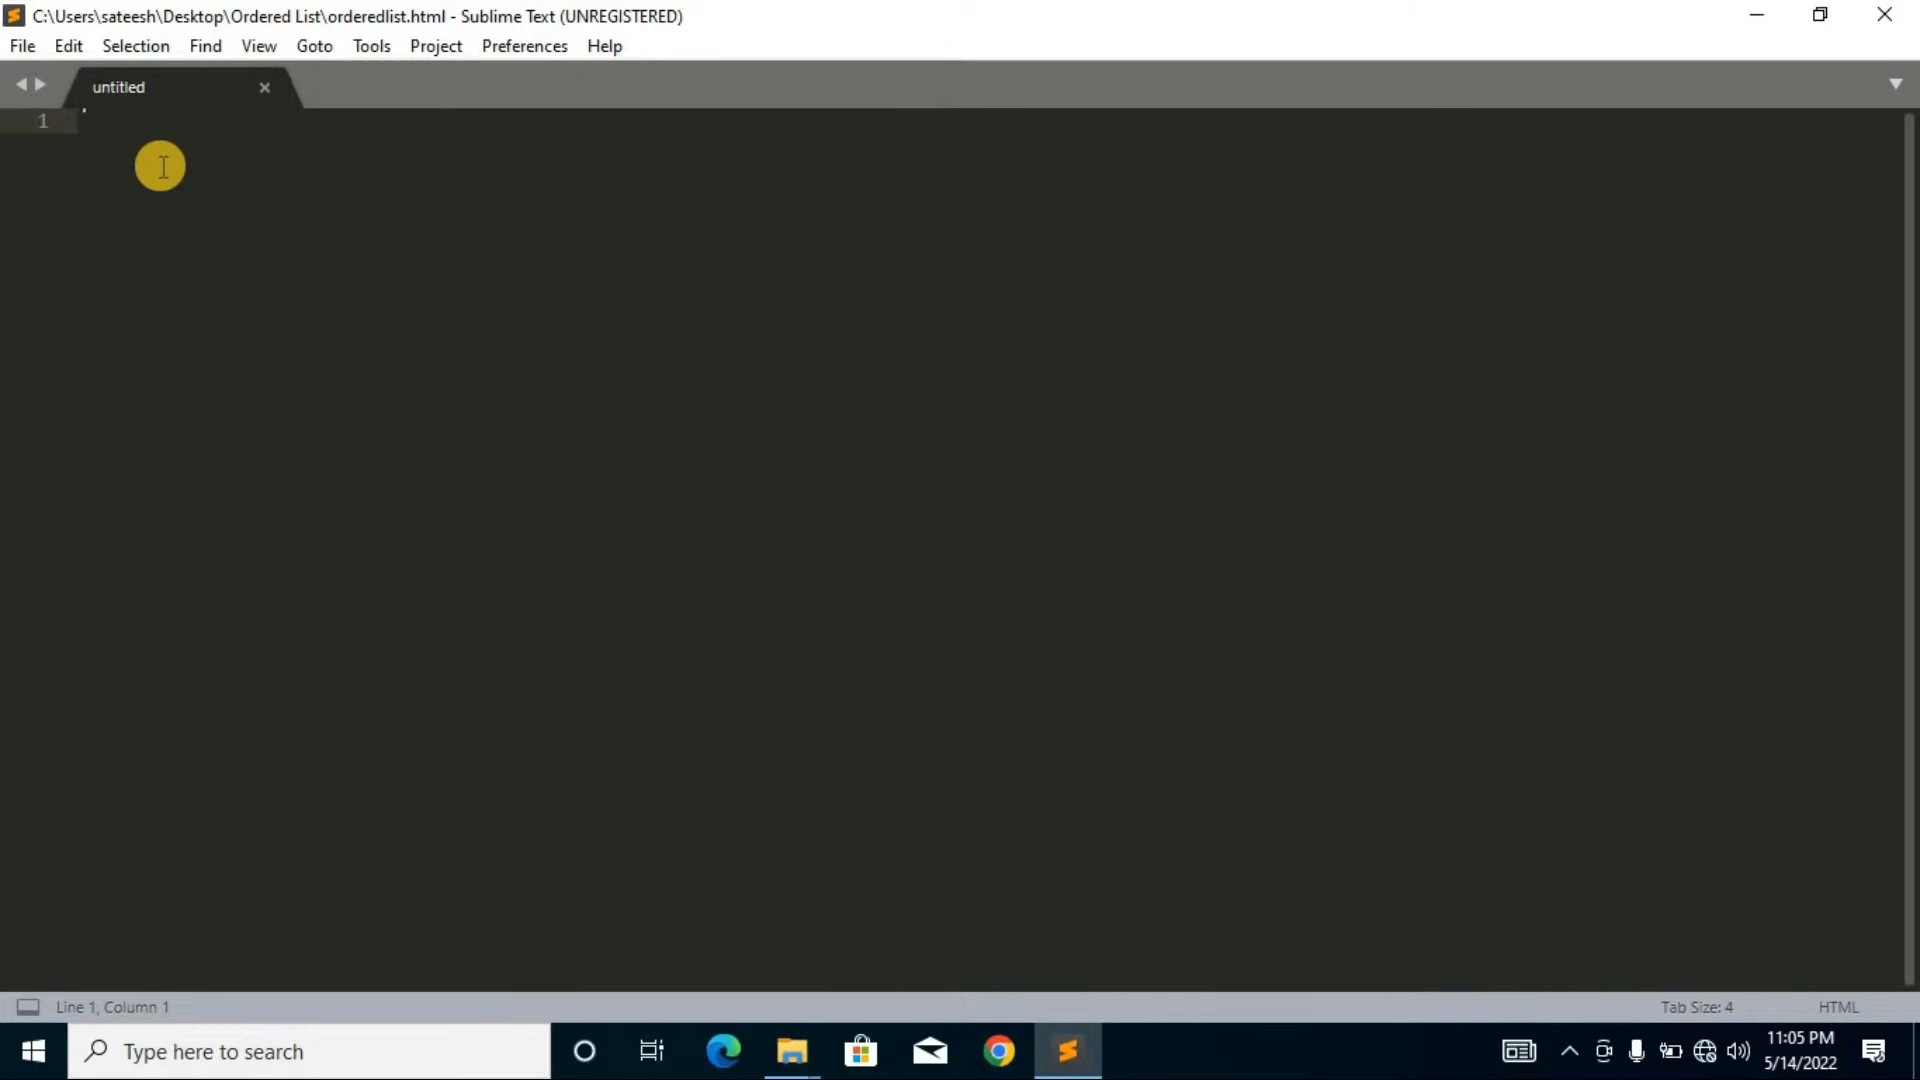 C:\Users\sateesh\Desktop\Ordered List\orderedlist.html - Sublime Text (UNREGISTERED)
File Edit Selection Find View Goto Tools Project Preferences Help
untitled
1
Line 1, Column 1
Tab Size: 4
HTML
Type here to search
11:05 PM
5/14/2022